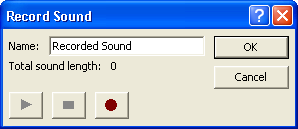 Record Sound
Name: Recorded Sound
OK
Total sound length: 0
Cancel